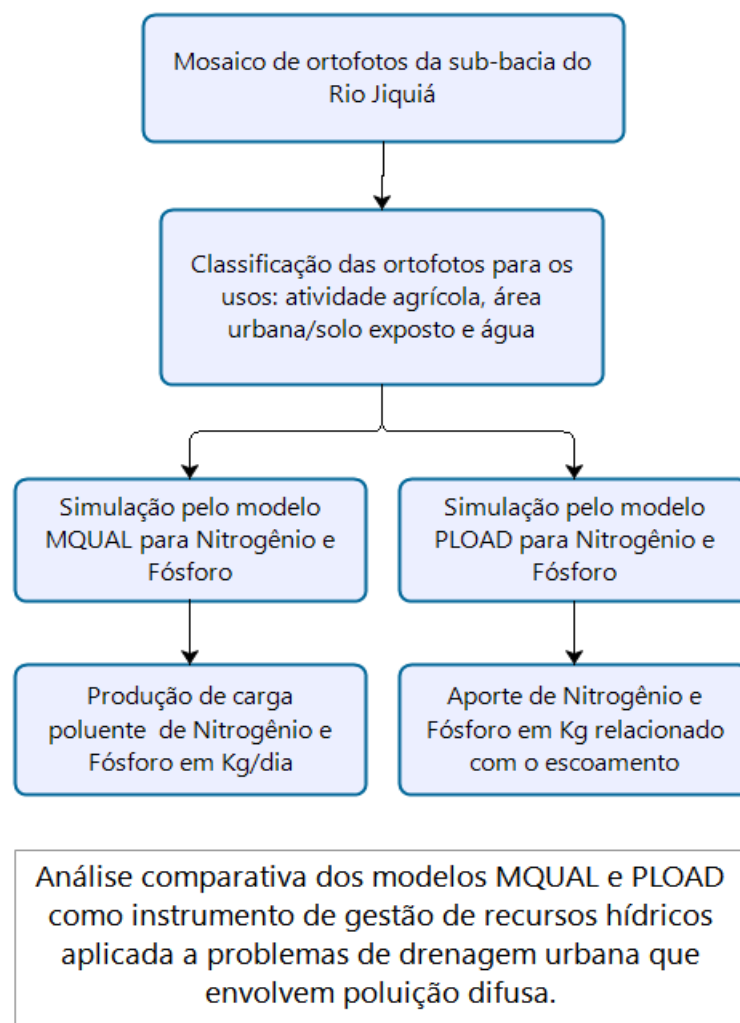 Mosaico de ortofotos da sub-bacia do
Rio Jiquiá
Classificação das ortofotos para os
usos: atividade agrícola, área
urbana/solo exposto e água
Simulação pelo modelo
MQUAL para Nitrogênio e
Fósforo
Simulação pelo modelo
PLOAD para Nitrogênio e
Fósforo
Produção de carga
poluente de Nitrogênio e
Fósforo em Kg/dia
Aporte de Nitrogênio e
Fósforo em Kg relacionado
com o escoamento
Análise comparativa dos modelos MQUAL e PLOAD
como instrumento de gestão de recursos hídricos
aplicada a problemas de drenagem urbana que
envolvem poluição difusa.